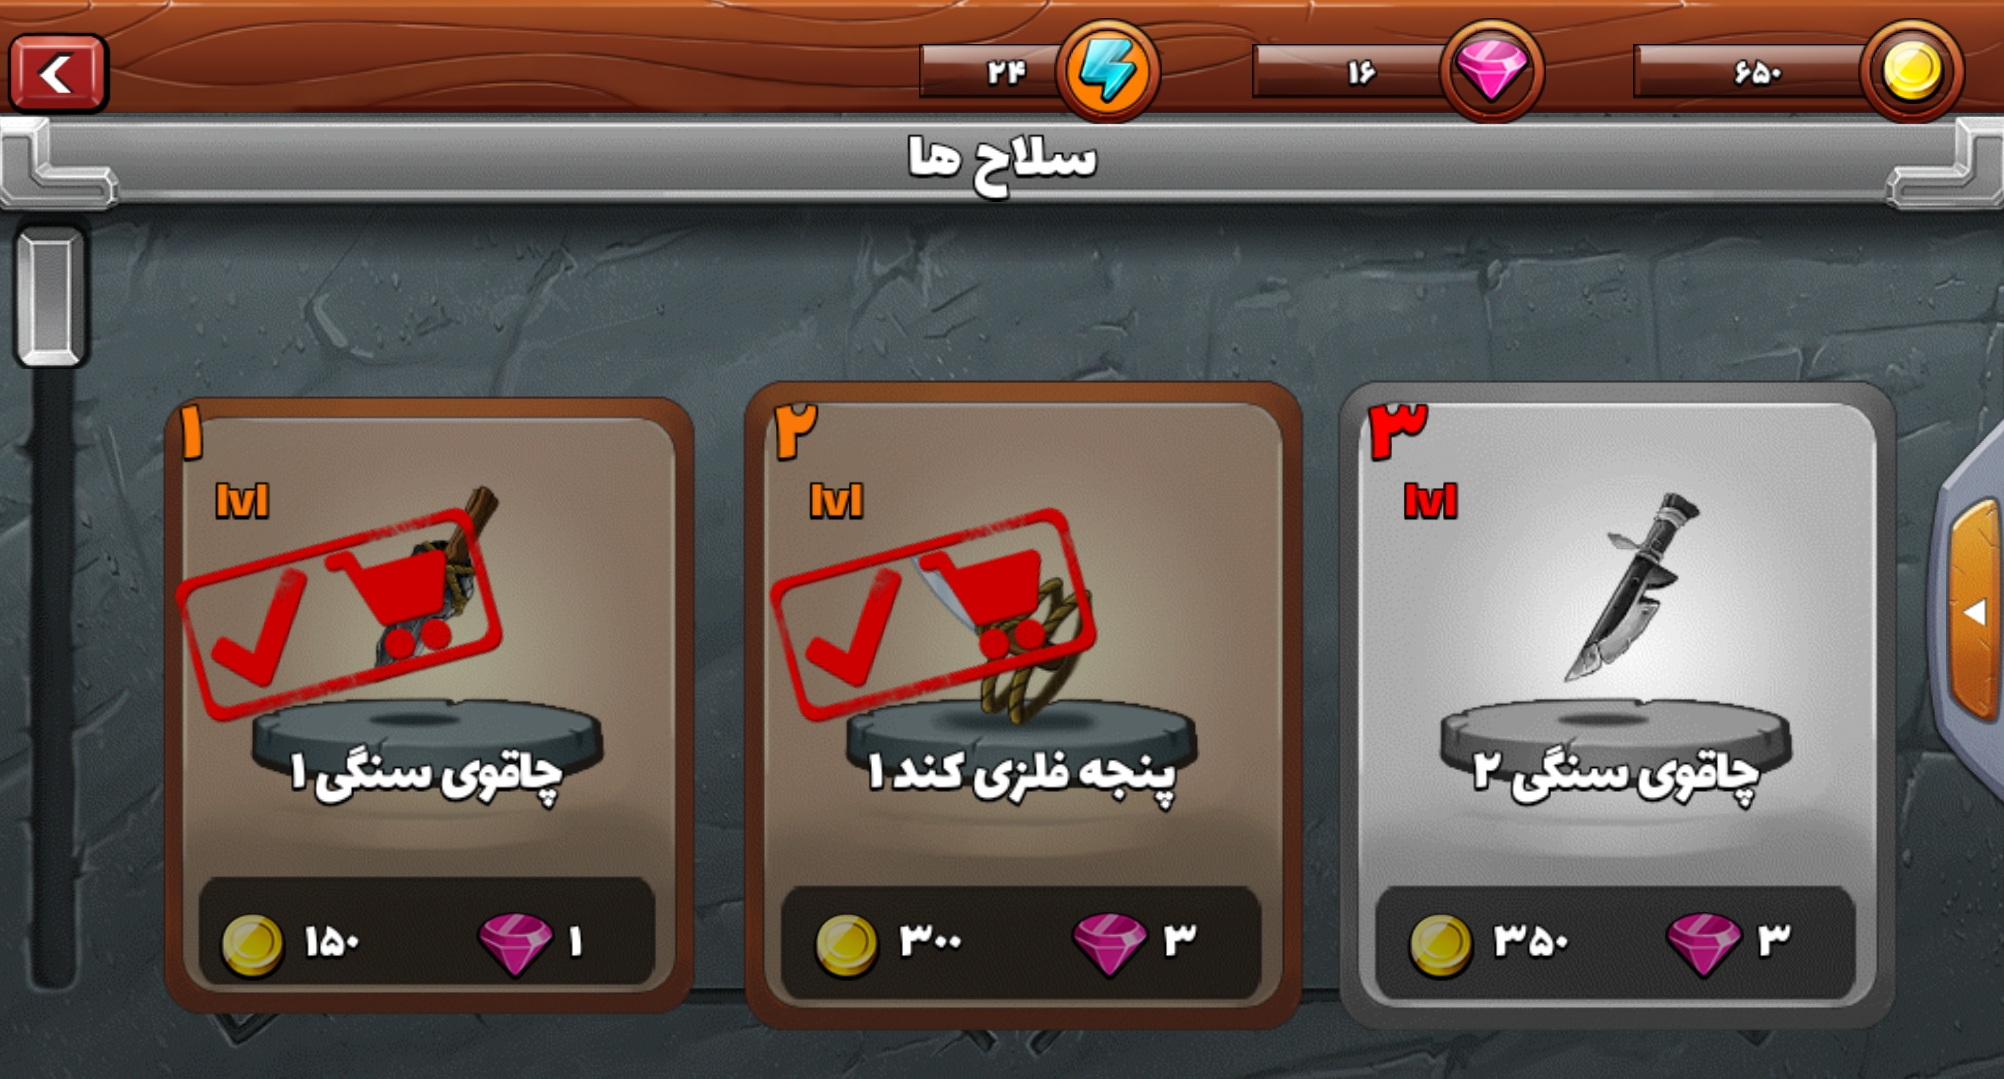 ۲۴
۱۶
۶۵۰
سلاح ها
۱
lvl
چاقوی سنگی ۱
۱۵۰
۱
۲
lvl
پنجه فلزی کند ۱
۳۰۰
۳
۳
lvl
چاقوی سنگی ۲
۳۵۰
۳